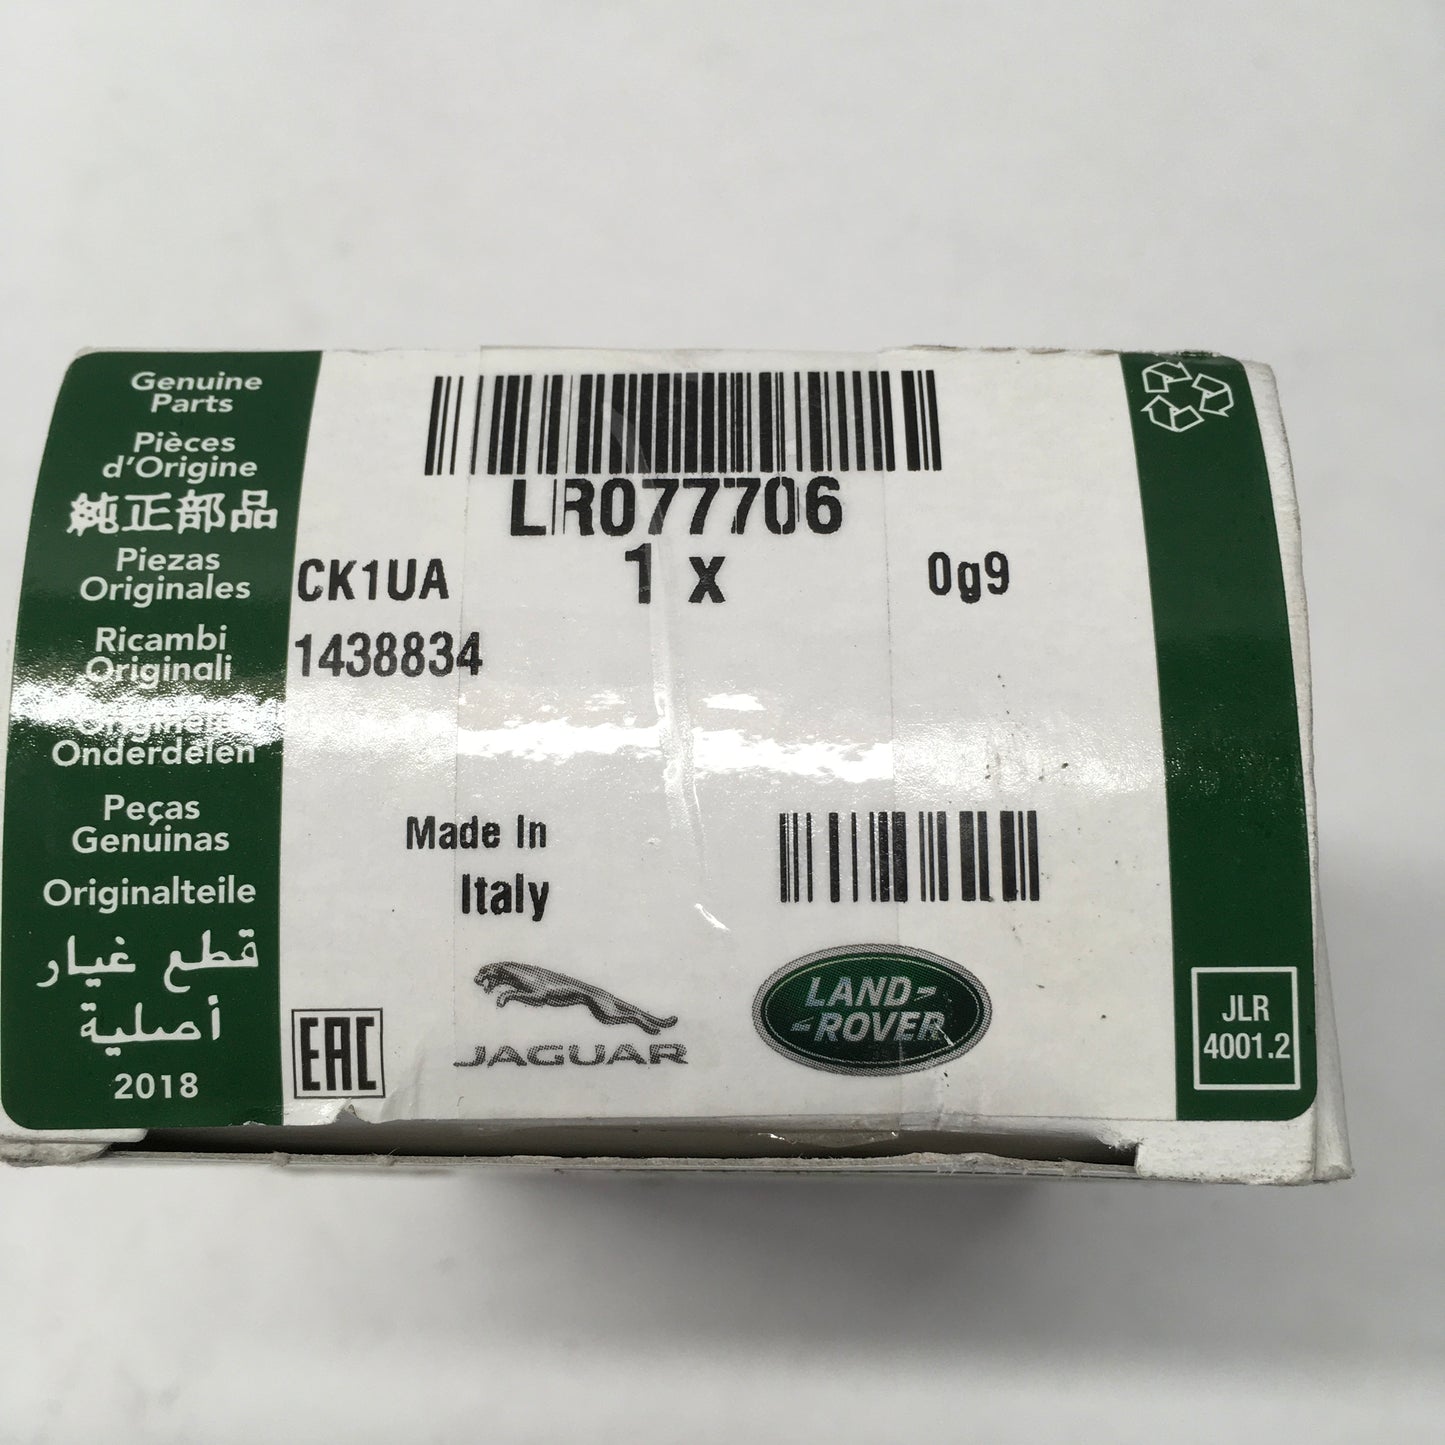 Genuine
Parts
Pièces
d'Origine
純正部品
Piezas
Originales
Ricambi
Originali
Originele
Onderdelen
Peças
Genuinas
Originalteile
قطع غيار
أصلية
2018
LR077706
CK1UA 1 x 0g9
1438834
Made In
Italy
EAC
JAGUAR
LAND-
-ROVER
JLR
4001.2